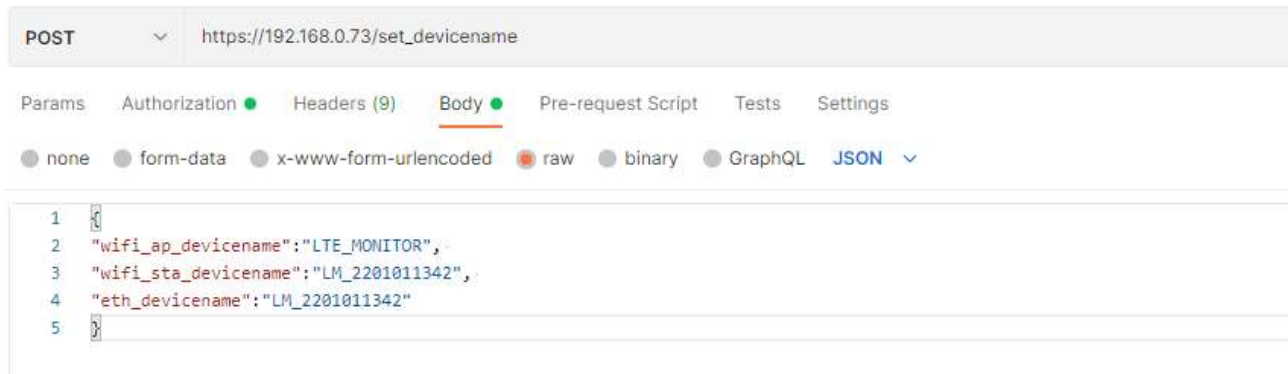 POST https://192.168.0.73/set_devicename
Params Authorization Headers (9) Body Pre-request Script Tests Settings
none form-data x-www-form-urlencoded raw binary GraphQL JSON
1 {
2 "wifi_ap_devicename":"LTE_MONITOR",
3 "wifi_sta_devicename":"LM_2201011342",
4 "eth_devicename":"LM_2201011342"
5 }